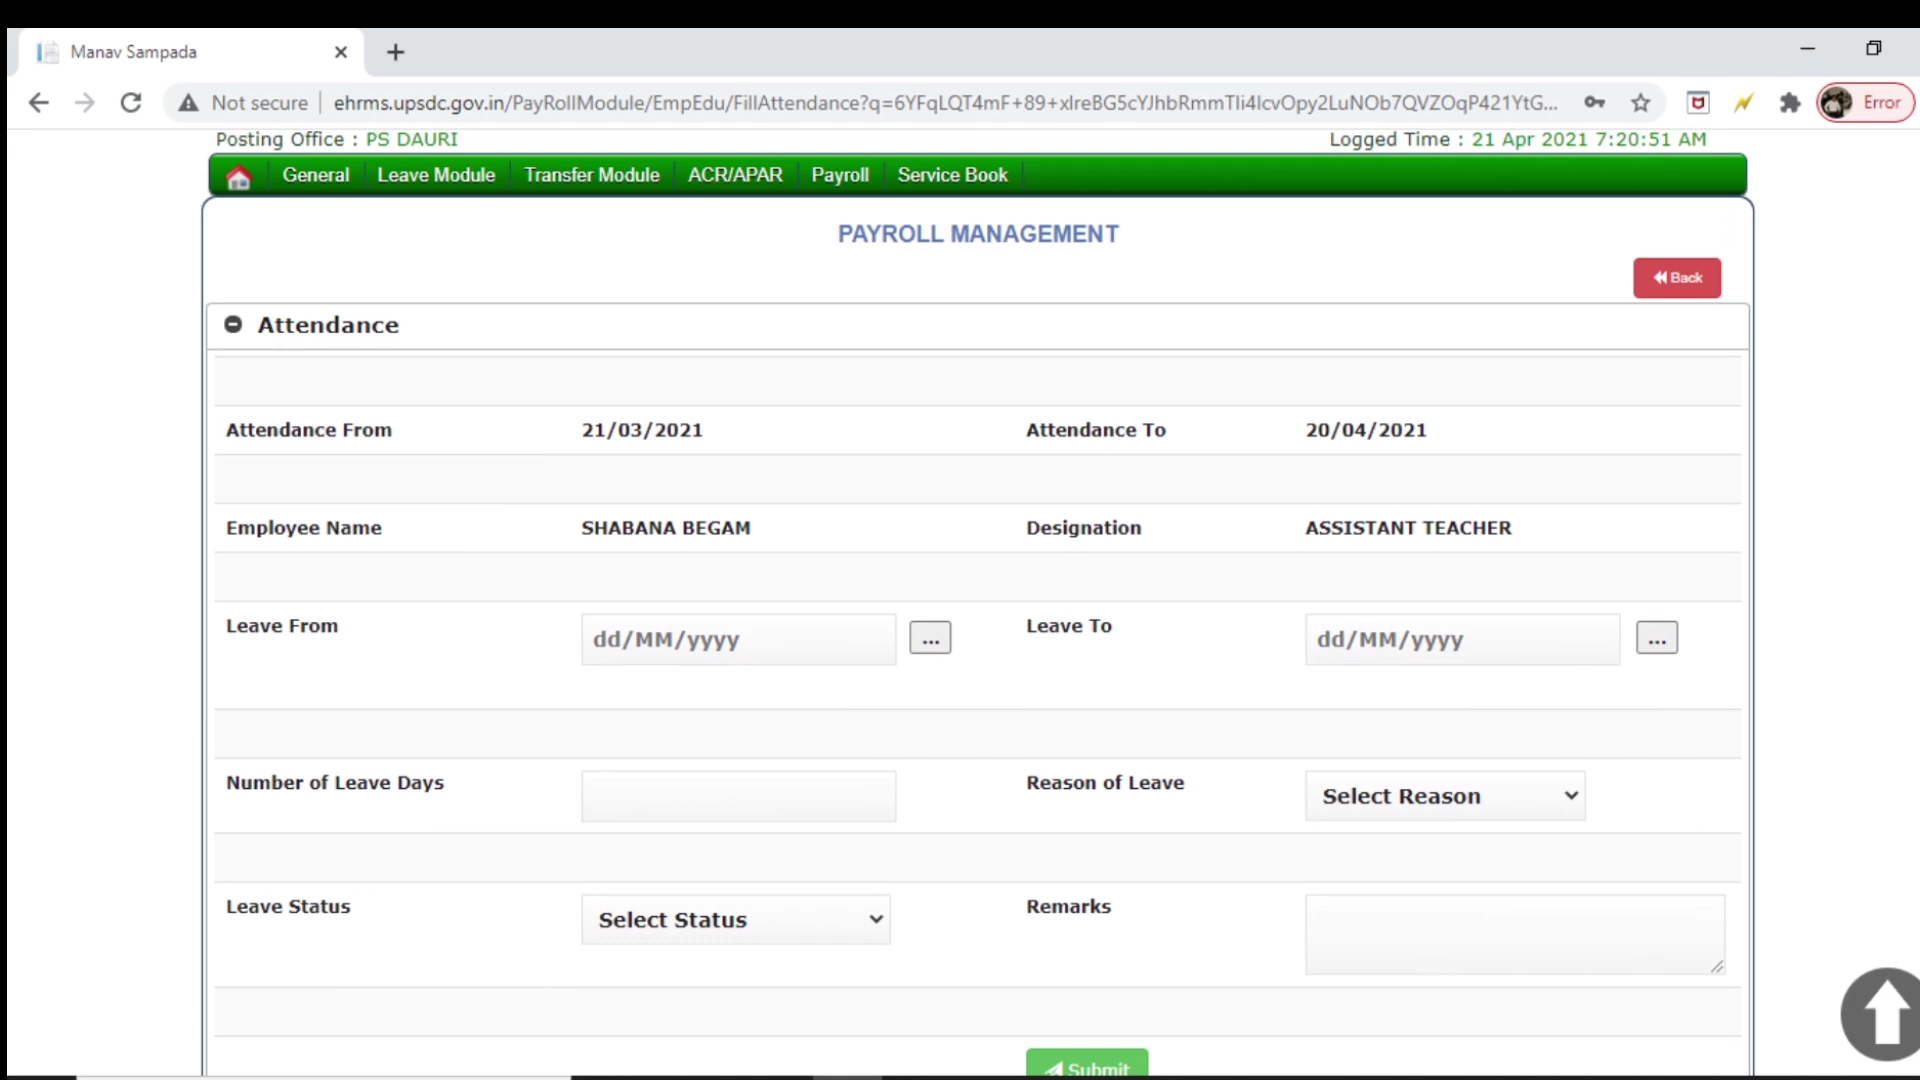 Manav Sampada
Not secure ehrms.upsdc.gov.in/PayRollModule/EmpEdu/FillAttendance?q=6YFqLQT4mF+89+xIreBG5cYJhbRmmTIi4IcvOpy2LuNOb7QVZOqP421YtG... Error
Posting Office : PS DAURI Logged Time : 21 Apr 2021 7:20:51 AM
General Leave Module Transfer Module ACR/APAR Payroll Service Book
PAYROLL MANAGEMENT
Back
Attendance
Attendance From 21/03/2021 Attendance To 20/04/2021
Employee Name SHABANA BEGAM Designation ASSISTANT TEACHER
Leave From dd/MM/yyyy ... Leave To dd/MM/yyyy ...
Number of Leave Days Reason of Leave Select Reason
Leave Status Select Status Remarks
Submit